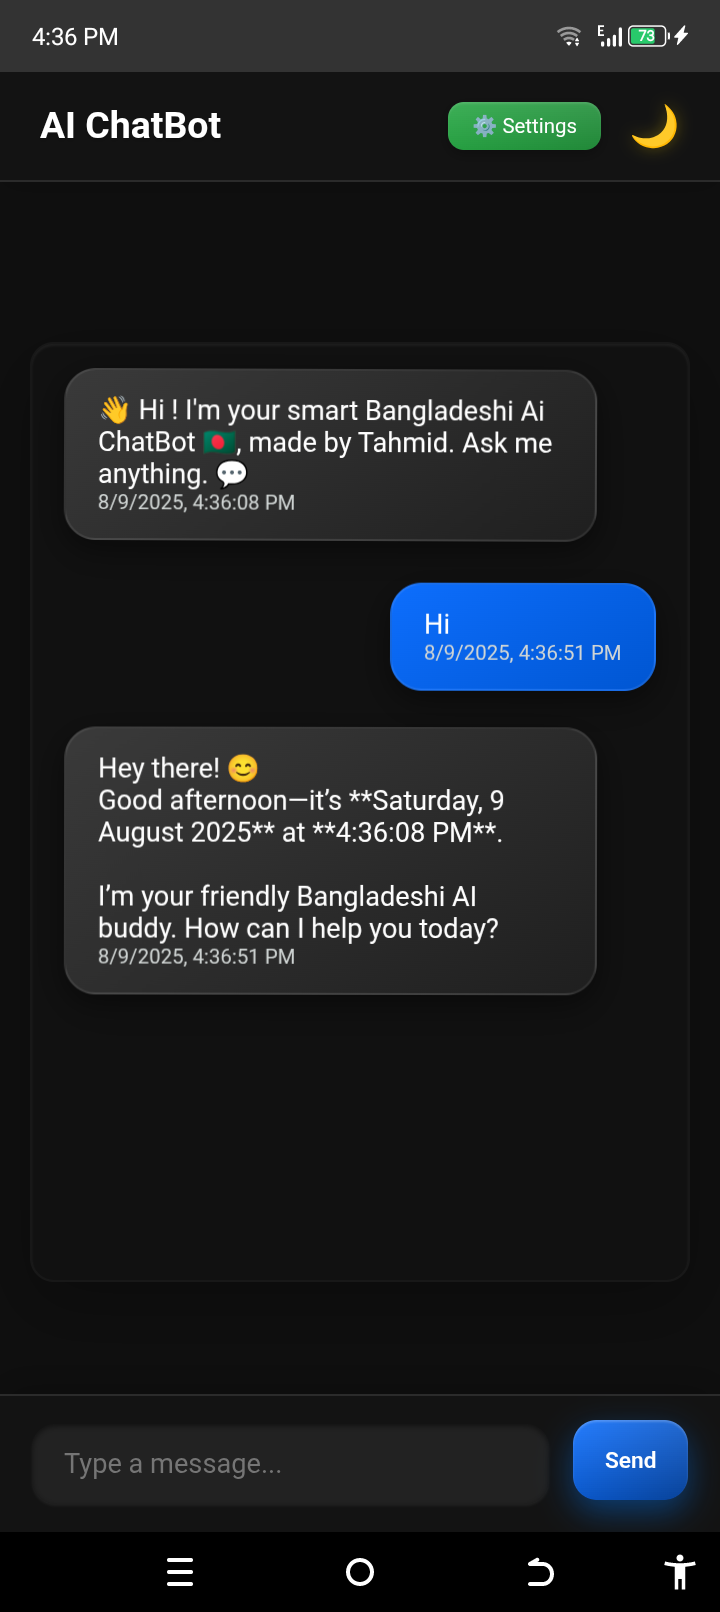 4:36 PM
E
73
AI ChatBot
⚙️ Settings
👋 Hi ! I'm your smart Bangladeshi Ai
ChatBot 🇧🇩, made by Tahmid. Ask me
anything. 💬
8/9/2025, 4:36:08 PM
Hi
8/9/2025, 4:36:51 PM
Hey there! 😊
Good afternoon—it’s **Saturday, 9
August 2025** at **4:36:08 PM**.
I’m your friendly Bangladeshi AI
buddy. How can I help you today?
8/9/2025, 4:36:51 PM
Type a message...
Send